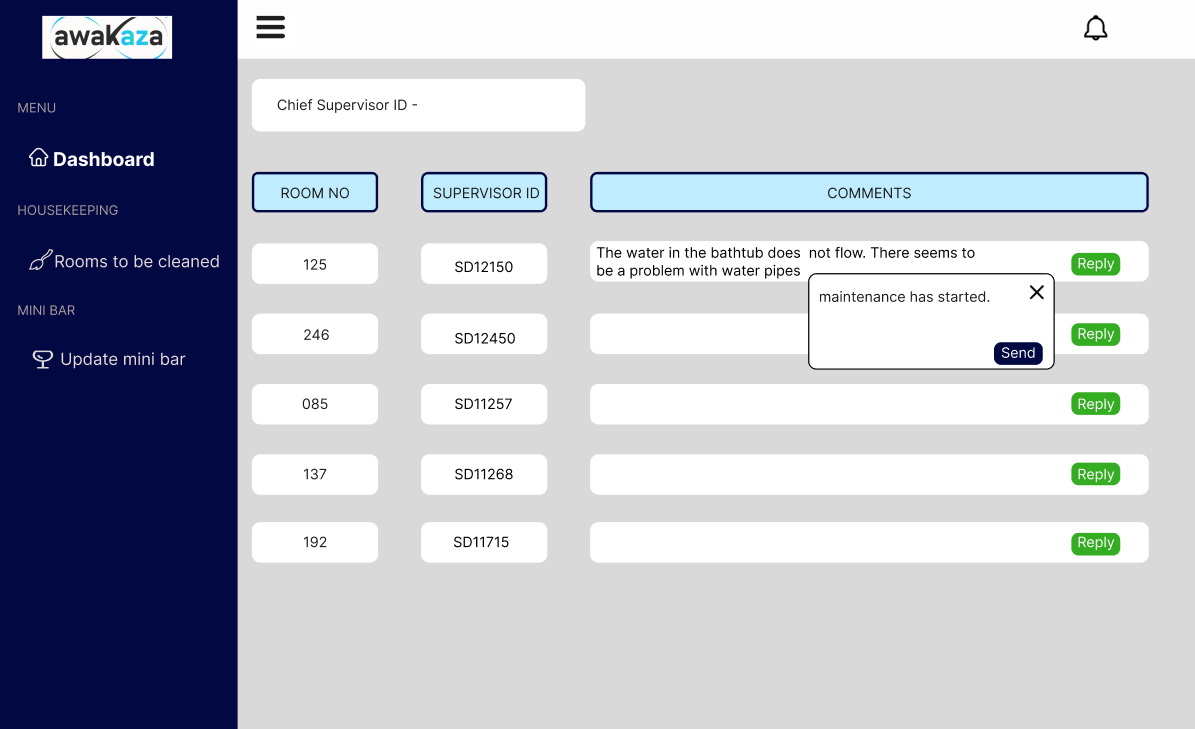 awakaza
MENU
Dashboard
HOUSEKEEPING
Rooms to be cleaned
MINI BAR
Update mini bar
Chief Supervisor ID -
ROOM NO
SUPERVISOR ID
COMMENTS
125
SD12150
The water in the bathtub does  not flow. There seems to
be a problem with water pipes
Reply
maintenance has started.
Send
246
SD12450
Reply
085
SD11257
Reply
137
SD11268
Reply
192
SD11715
Reply